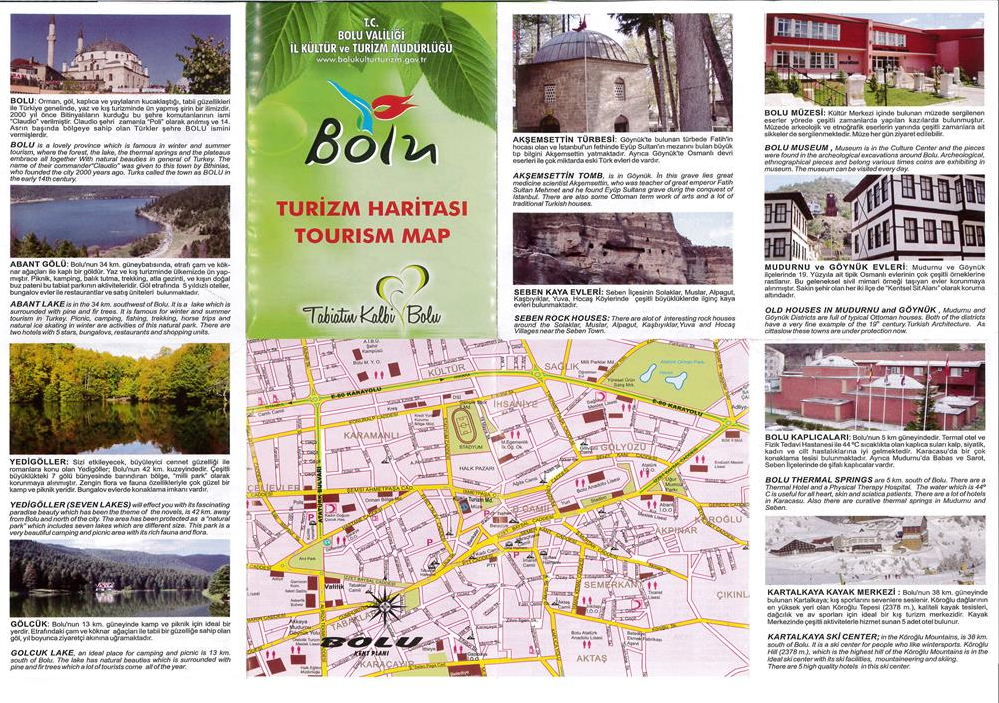 BOLU: Orman, göl, kaplıca ve yaylaların kucaklaştığı, tabii güzellikleri
ile Türkiye genelinde, yaz ve kış turizminde ün yapmış şirin bir ilimizdir.
2000 yıl önce Bitinyalıların kurduğu bu şehre komutanlarının ismi
"Claudio" verilmiştir. Claudio şehri zamanla "Poli" olarak anılmış ve 14.
Asrın başında bölgeye sahip olan Türkler şehre BOLU ismini
vermişlerdir.
BOLU is a lovely province which is famous in winter and summer
tourism, where the forest, the lake, the thermal springs and the plateaus
embrace all together With natural beauties in general of Turkey. The
name of their commander"Claudio" was given to this town by Bithnias,
who founded the city 2000 years ago. Turks called the town as BOLU in
the early 14th century.
ABANT GÖLÜ: Bolu'nun 34 km. güneybatısında, etrafı çam ve kök-
nar ağaçları ile kaplı bir göldür. Yaz ve kış turizminde ülkemizde ün yap-
mıştır. Piknik, kamping, balık tutma, trekking, atla gezinti, ve kışın doğal
buz pateni bu tabiat parkının aktiviteleridir. Göl etrafında 5 yıldızlı oteller,
bungalov evler ile restaurantlar ve satış üniteleri bulunmaktadır.
ABANT LAKE is in the 34 km. southwest of Bolu. It is a lake which is
surrounded with pine and fir trees. It is famous for winter and summer
tourism in Turkey. Picnic, camping, fishing, treking, horse trips and
natural ice skating in winter are activities of this natural park. There are
two hotels with 5 stars, bungalows, restaurants and shopping units.
YEDİGÖLLER: Sizi etkileyecek, büyüleyici cennet güzelliği ile
romanlara konu olan Yedigöller; Bolu'nun 42 km. kuzeyindedir. Çeşitli
büyüklükteki 7 gölü bünyesinde barındıran bölge, "milli park" olarak
korunmaya alınmıştır. Zengin flora ve fauna özellikleriyle çok güzel bir
kamp ve piknik yeridir. Bungalov evlerde konaklama imkanı vardır.
YEDİGÖLLER (SEVEN LAKES) will effect you with its fascinating
paradise beauty which has been the theme of the novels, is 42 km. away
from Bolu and north of the city. The area has been protected as a "natural
park" which includes seven lakes which are different size. This park is a
very beautiful camping and picnic area with its rich fauna and flora.
GÖLCÜK: Bolu'nun 13 km. güneyinde kamp ve piknik için ideal bir
yerdir. Etrafındaki çam ve köknar ağaçları ile tabii bir güzelliğe sahip olan
göl, yıl boyunca ziyaretçi akınına uğramaktadır.
GOLCUK LAKE, an ideal place for camping and picnic is 13 km.
south of Bolu. The lake has natural beauties which is surrounded with
pine and fir trees which a lot of tourists come all of the year.
T.C.
BOLU VALİLİĞİ
İL KÜLTÜR ve TURİZM MÜDÜRLÜĞÜ
www.bolukulturturizm.gov.tr
Bolu
TURİZM HARİTASI
TOURISM MAP
Tabiatın Kalbi Bolu
AKŞEMSETTİN TÜRBESİ: Göynük'te bulunan türbede Fatih'in
hocası olan ve İstanbul'un fethinde Eyüp Sultan'ın mezarını bulan büyük
tıp bilgini Akşemsettin yatmaktadır. Ayrıca Göynük'te Osmanlı devri
eserleri ile çok miktarda eski Türk evleri de vardır.
AKŞEMSETTIN TOMB, is in Göynük. İn this grave lies great
medicine scientist Akşemsettin, who was teacher of great emperor Fatih
Sultan Mehmet and he found Eyüp Sultans grave durıg the conquest of
Istanbul. There are also some Ottoman term work of arts and a lot of
traditional Turkish houses.
SEBEN KAYA EVLERİ: Seben İlçesinin Solaklar, Muslar, Alpagut,
Kaşbıyıklar, Yuva, Hocaş Köylerinde çeşitli büyüklüklerde ilginç kaya
evleri bulunmaktadır.
SEBEN ROCK HOUSES: There are alot of interesting rock houses
around the Solaklar, Muslar, Alpagut, Kaşbıyıklar,Yuva and Hocaş
Villages near the Seben Town.
BOLU MÜZESİ: Kültür Merkezi içinde bulunan müzede sergilenen
eserler yörede çeşitli zamanlarda yapılan kazılarda bulunmuştur.
Müzede arkeolojik ve etnoğrafik eserlerin yanında çeşitli zamanlara ait
sikkeler de sergilenmektedir. Müze her gün ziyaret edilebilir.
BOLU MUSEUM , Museum is in the Culture Center and the pieces
were found in the archeological excavations around Bolu. Archeological,
ethnographical pieces and belong various times coins are exhibiting in
museum. The museum can be visited every day.
MUDURNU ve GÖYNÜK EVLERİ: Mudurnu ve Göynük
ilçelerinde 19. Yüzyıla ait tipik Osmanlı evlerinin çok çeşitli örneklerine
rastlanır. Bu geleneksel sivil mimari örneği taşıyan evler korunmaya
alınmıştır. Sakin şehir olan her iki ilçe de "Kentsel Sit Alanı" olarak koruma
altındadır.
OLD HOUSES IN MUDURNU and GÖYNÜK , Mudurnu and
Göynük Districts are full of typical Ottoman houses. Both of the districts
have a very fine example of the 19th century.Turkish Architecture. As
cittaslow these towns are under protection now.
BOLU KAPLICALARI: Bolu'nun 5 km güneyindedir. Termal otel ve
Fizik Tedavi Hastanesi ile 44 ºC sıcaklıkta olan kaplıca suları kalp, siyatik,
kadın ve cilt hastalıklarına iyi gelmektedir. Karacasu'da bir çok
konaklama tesisi bulunmaktadır. Ayrıca Mudurnu'da Babas ve Sarot,
Seben İlçelerinde de şifalı kaplıcalar vardır.
BOLU THERMAL SPRINGS are 5 km. south of Bolu. There are a
Thermal Hotel and a Physical Therapy Hospital. The water which is 44º
C is useful for all heart, skin and sciatica patients. There are a lot of hotels
in Karacasu. Also there are curative thermal springs in Mudurnu and
Seben.
KARTALKAYA KAYAK MERKEZİ : Bolu'nun 38 km. güneyinde
bulunan Kartalkaya; kış sporlarını sevenlere seslenir. Köroğlu dağlarının
en yüksek yeri olan Köroğlu Tepesi (2378 m.), kaliteli kayak tesisleri,
dağcılık ve av sporları için ideal bir kış turizm merkezidir. Kayak
Merkezinde çeşitli aktivitelerle hizmet sunan 5 adet otel bulunur.
KARTALKAYA SKİ CENTER; in the Köroğlu Mountains, is 38 km.
south of Bolu. It is a ski center for people who like wintersports. Köroğlu
Hill (2378 m.), which is the highest hill of the Köroğlu Mountains is in the
ideal ski center with its ski facilities, mountineering and skiing.
There are 5 high quality hotels in this ski center.
KÜLTÜR
SAĞLIK
E-80 KARAYOLU
E-80 KARAYOLU
İHSANİYE
KARAMANLI
STADYUM
HALK PAZARI
GÖLYÜZÜ
AKPINAR
SEMERKANT
AKTAŞ
Valilik
PTT
BOLU
KENT PLANI